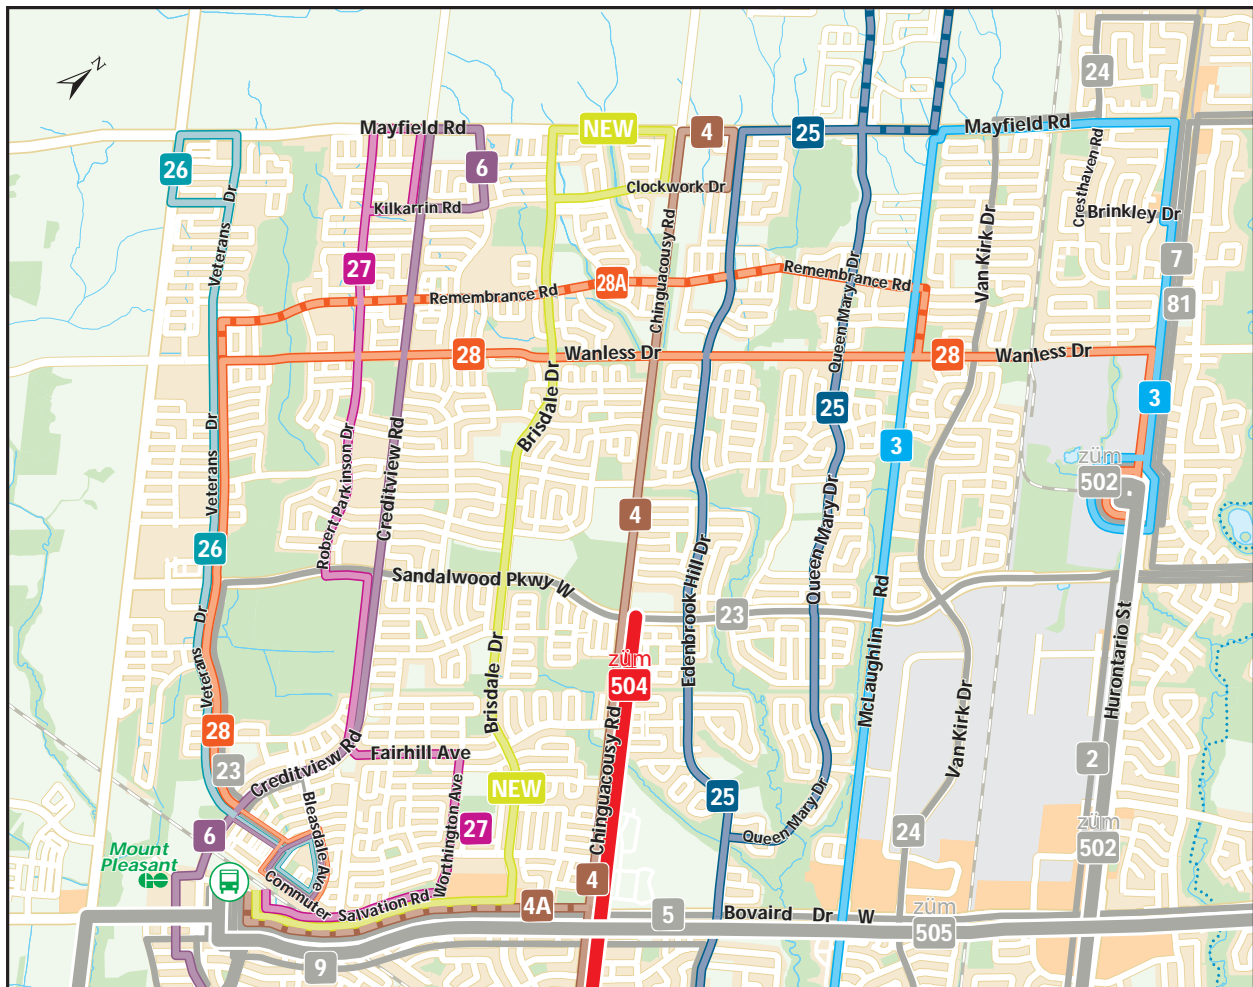 N
24
Mayfield Rd
NEW
4
25
Mayfield Rd
26
6
Clockwork Dr
Cresthaven Rd
Veterans Dr
Kilkarrin Rd
Brinkley Dr
27
Chinguacousy Rd
Queen Mary Dr
Van Kirk Dr
7
Remembrance Rd
28A
Remembrance Rd
81
28
Wanless Dr
28
Wanless Dr
Brisdale Dr
25
3
3
Veterans Dr
Robert Parkinson Dr
Creditview Rd
züm
502
4
26
Edenbrook Hill Dr
Queen Mary Dr
Sandalwood Pkwy W
23
McLaughlin Rd
Veterans Dr
Brisdale Dr
züm
504
Hurontario St
28
Chinguacousy Rd
Van Kirk Dr
23
Creditview Rd
Fairhill Ave
2
NEW
25
Bleasdale Ave
27
Worthington Ave
Queen Mary Dr
6
24
züm
502
Mount
Pleasant
GO
Commuter
4
Salvation Rd
4A
5
Bovaird Dr W
züm
505
9